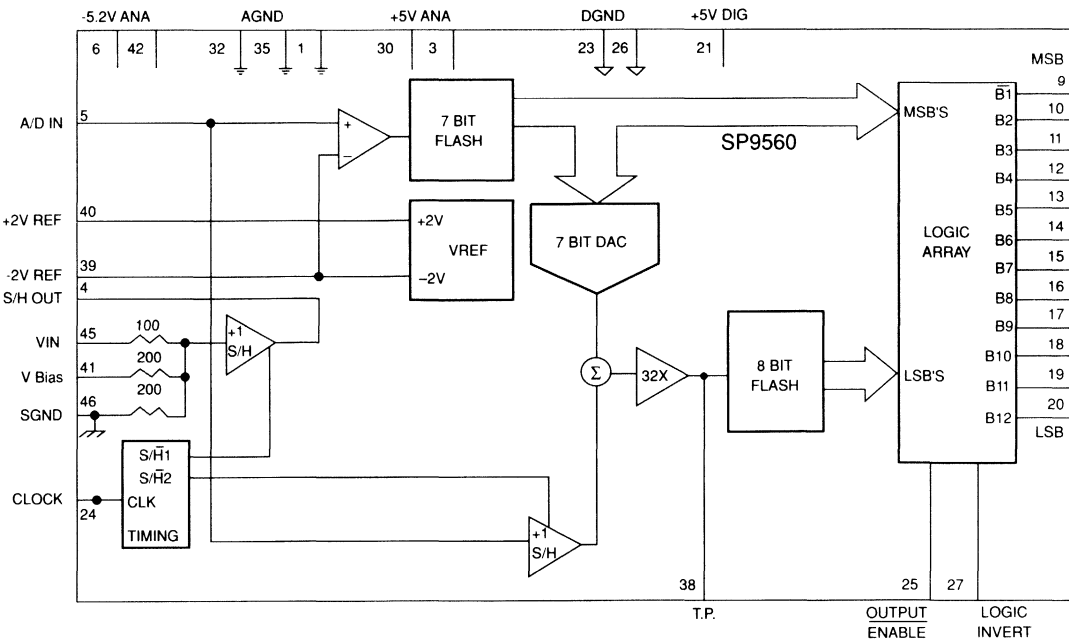 -5.2V ANA AGND +5V ANA DGND +5V DIG
6 42 32 35 1 30 3 23 26 21
MSB
9
B̅1
10
B2
11
B3
12
B4
13
B5
14
B6
15
B7
16
B8
17
B9
18
B10
19
B11
20
B12
LSB
A/D IN 5
+
−
7 BIT
FLASH
MSB'S
SP9560
LOGIC
ARRAY
+2V REF 40
+2V
VREF
−2V
7 BIT DAC
-2V REF 39
S/H OUT 4
VIN 45 100
+1
S/H
V Bias 41 200
200
SGND 46
Σ
32X
8 BIT
FLASH
LSB'S
S/H̅1
S/H̅2
CLOCK 24
CLK
TIMING
+1
S/H
38
T.P.
25 27
OUTPUT
ENABLE
LOGIC
INVERT